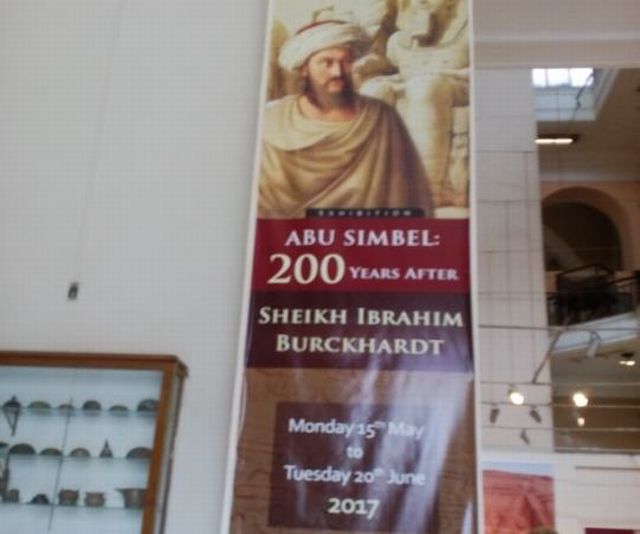 EXHIBITION
ABU SIMBEL:
200 YEARS AFTER
SHEIKH IBRAHIM
BURCKHARDT
Monday 15th May
to
Tuesday 20th June
2017